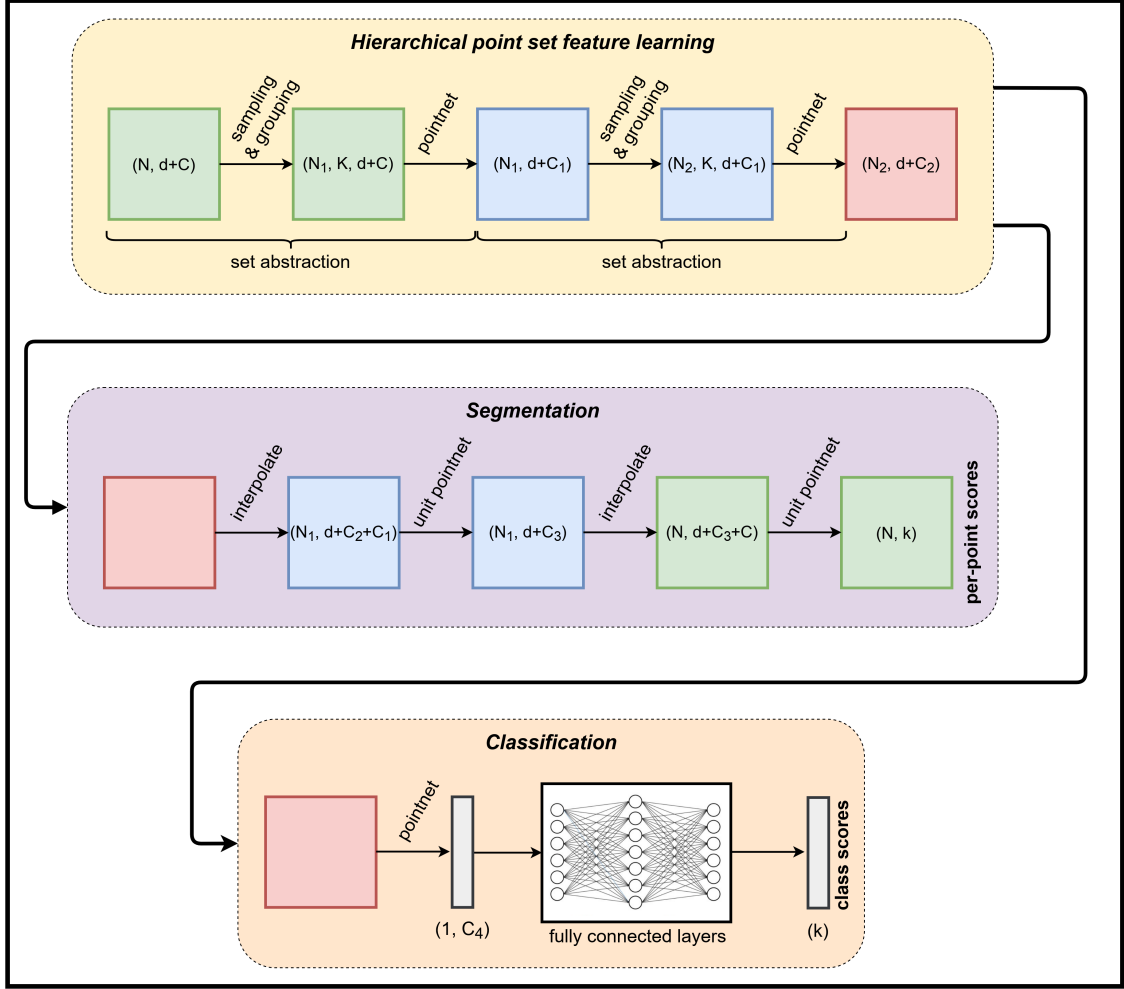 Hierarchical point set feature learning
sampling
& grouping
pointnet
sampling
& grouping
pointnet
(N, d+C)
(N₁, K, d+C)
(N₁, d+C₁)
(N₂, K, d+C₁)
(N₂, d+C₂)
set abstraction
set abstraction
Segmentation
interpolate
unit pointnet
interpolate
unit pointnet
(N₁, d+C₂+C₁)
(N₁, d+C₃)
(N, d+C₃+C)
(N, k)
per-point scores
Classification
pointnet
(1, C₄)
fully connected layers
(k)
class scores